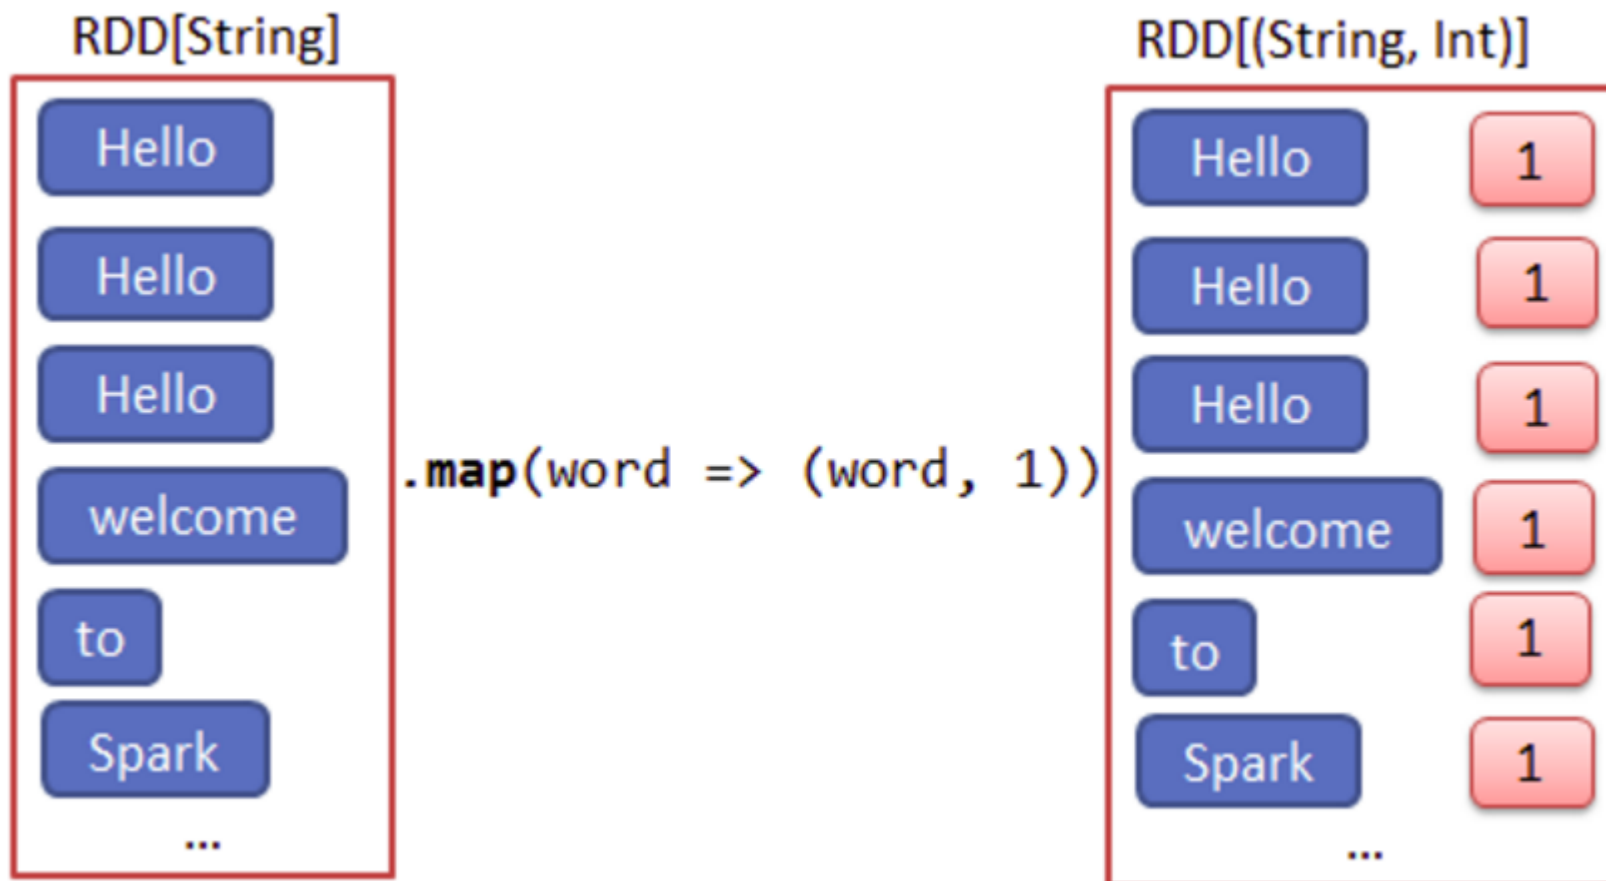 RDD[String]
Hello
Hello
Hello
welcome
to
Spark
...
.map(word => (word, 1))
RDD[(String, Int)]
Hello 1
Hello 1
Hello 1
welcome 1
to 1
Spark 1
...